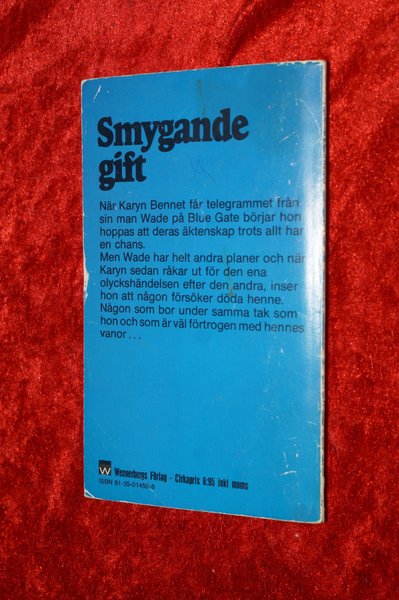 Smygande
gift
När Karyn Bennet får telegrammet från
sin man Wade på Blue Gate börjar hon
hoppas att deras äktenskap trots allt har
en chans.
Men Wade har helt andra planer och när
Karyn sedan råkar ut för den ena
olyckshändelsen efter den andra, inser
hon att någon försöker döda henne.
Någon som bor under samma tak som
hon och som är väl förtrogen med hennes
vanor . . .
W Wennerbergs Förlag - Cirkapris 6:95 inkl moms
ISBN 91-35-01492-8